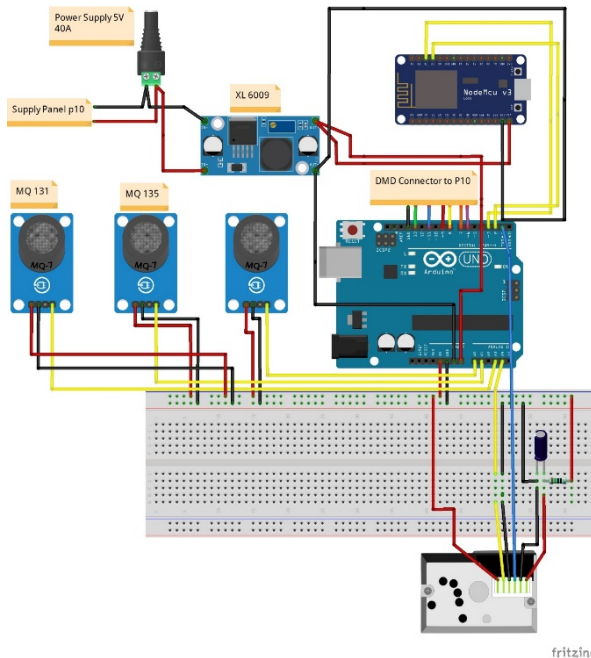 Power Supply 5V
40A
Supply Panel p10
XL 6009
NodeMcu v3
DMD Connector to P10
MQ 131
MQ 135
MQ-7
MQ-7
MQ-7
RESET
UNO
Arduino
fritzing